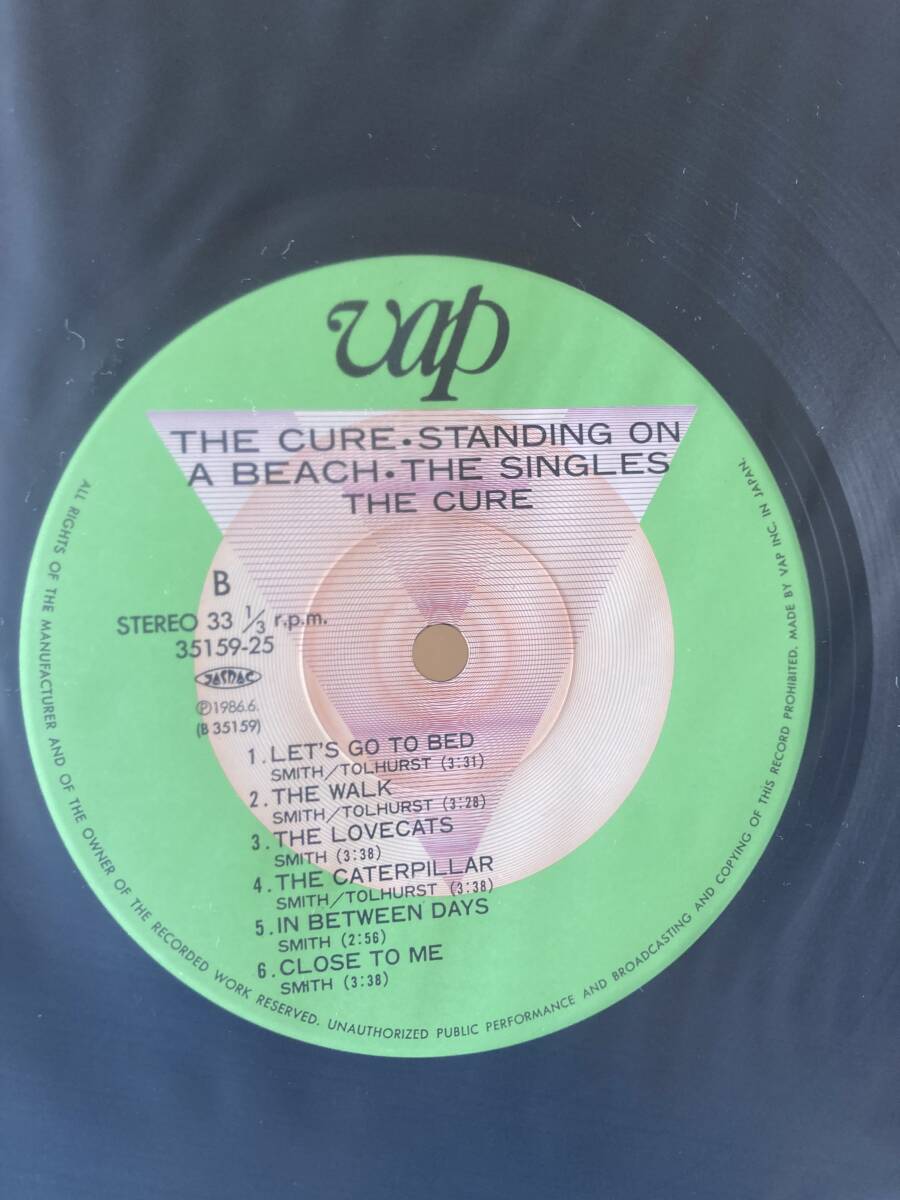 vap
THE CURE•STANDING ON
A BEACH•THE SINGLES
THE CURE
B
STEREO 33 1/3 r.p.m.
35159-25
JASRAC
Ⓟ1986.6.
(B 35159)
1. LET'S GO TO BED
SMITH/TOLHURST (3:31)
2. THE WALK
SMITH/TOLHURST (3:28)
3. THE LOVECATS
SMITH (3:38)
4. THE CATERPILLAR
SMITH/TOLHURST (3:38)
5. IN BETWEEN DAYS
SMITH (2:56)
6. CLOSE TO ME
SMITH (3:38)
ALL RIGHTS OF THE MANUFACTURER AND OF THE OWNER OF THE RECORDED WORK RESERVED. UNAUTHORIZED PUBLIC PERFORMANCE AND BROADCASTING AND COPYING OF THIS RECORD PROHIBITED. MADE BY VAP INC. IN JAPAN.